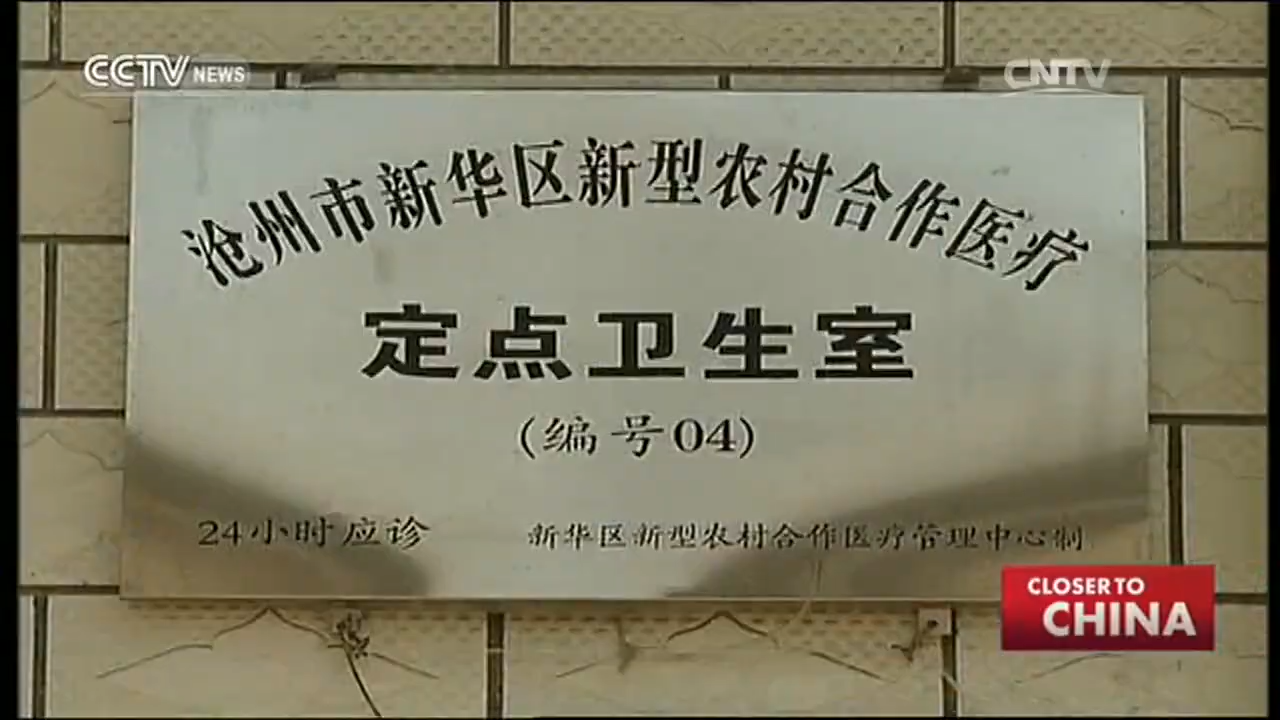 CCTV NEWS
CNTV
沧州市新华区新型农村合作医疗
定点卫生室
(编号04)
24小时应诊
新华区新型农村合作医疗管理中心制
CLOSER TO
CHINA